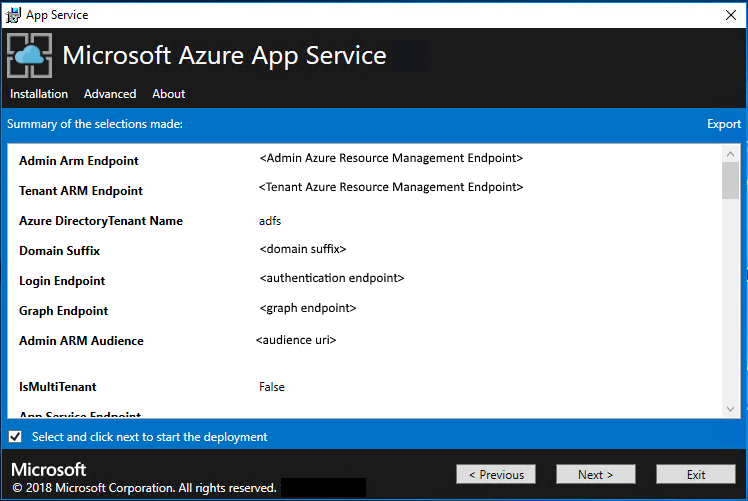 App Service
Microsoft Azure App Service
Installation Advanced About
Summary of the selections made: Export
Admin Arm Endpoint <Admin Azure Resource Management Endpoint>
Tenant ARM Endpoint <Tenant Azure Resource Management Endpoint>
Azure DirectoryTenant Name adfs
Domain Suffix <domain suffix>
Login Endpoint <authentication endpoint>
Graph Endpoint <graph endpoint>
Admin ARM Audience <audience uri>
IsMultiTenant False
App Service Endpoint
Select and click next to start the deployment
Microsoft
© 2018 Microsoft Corporation. All rights reserved.
< Previous Next > Exit